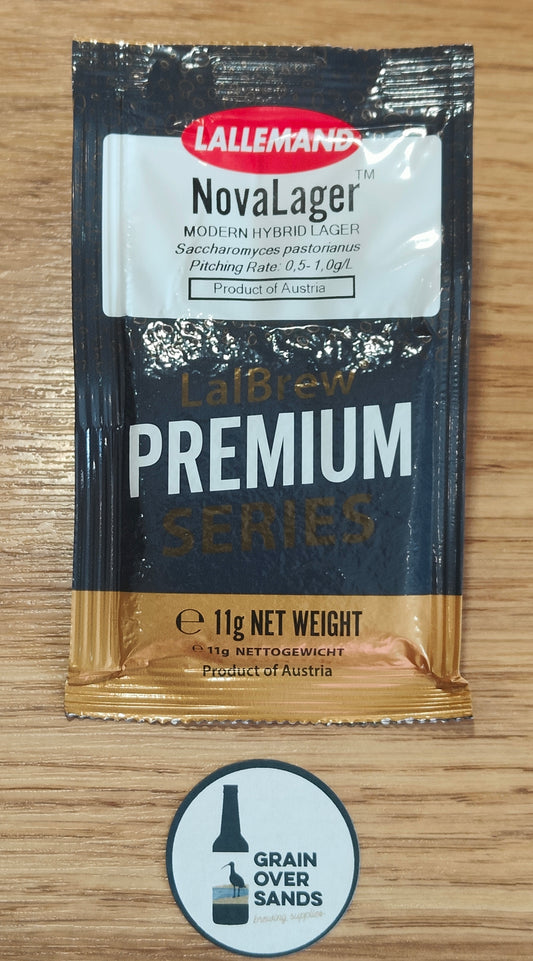 LALLEMAND
NovaLager™
MODERN HYBRID LAGER
Saccharomyces pastorianus
Pitching Rate: 0,5- 1,0g/L
Product of Austria
LalBrew®
PREMIUM
SERIES
℮ 11g NET WEIGHT
℮ 11g NETTOGEWICHT
Product of Austria
GRAIN
OVER
SANDS
brewing supplies